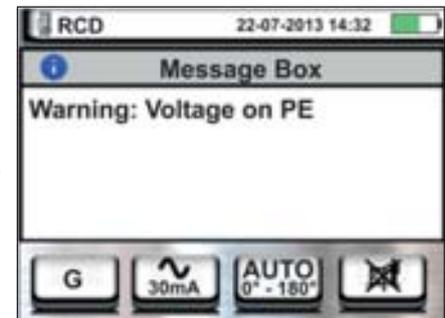 RCD 22-07-2013 14:32
Message Box
Warning: Voltage on PE
G
30mA
AUTO
0° - 180°